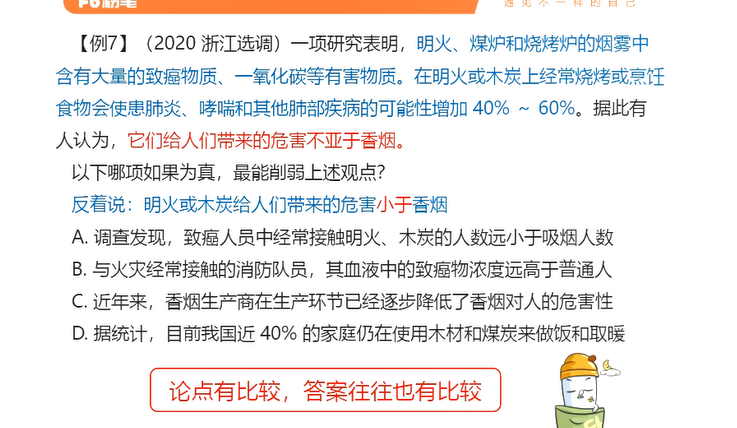 粉笔
遇见不一样的自己
【例7】（2020 浙江选调）一项研究表明，明火、煤炉和烧烤炉的烟雾中
含有大量的致癌物质、一氧化碳等有害物质。在明火或木炭上经常烧烤或烹饪
食物会使患肺炎、哮喘和其他肺部疾病的可能性增加 40% ~ 60%。据此有
人认为，它们给人们带来的危害不亚于香烟。
以下哪项如果为真，最能削弱上述观点？
反着说：明火或木炭给人们带来的危害小于香烟
A. 调查发现，致癌人员中经常接触明火、木炭的人数远小于吸烟人数
B. 与火灾经常接触的消防队员，其血液中的致癌物浓度远高于普通人
C. 近年来，香烟生产商在生产环节已经逐步降低了香烟对人的危害性
D. 据统计，目前我国近 40% 的家庭仍在使用木材和煤炭来做饭和取暖
论点有比较，答案往往也有比较